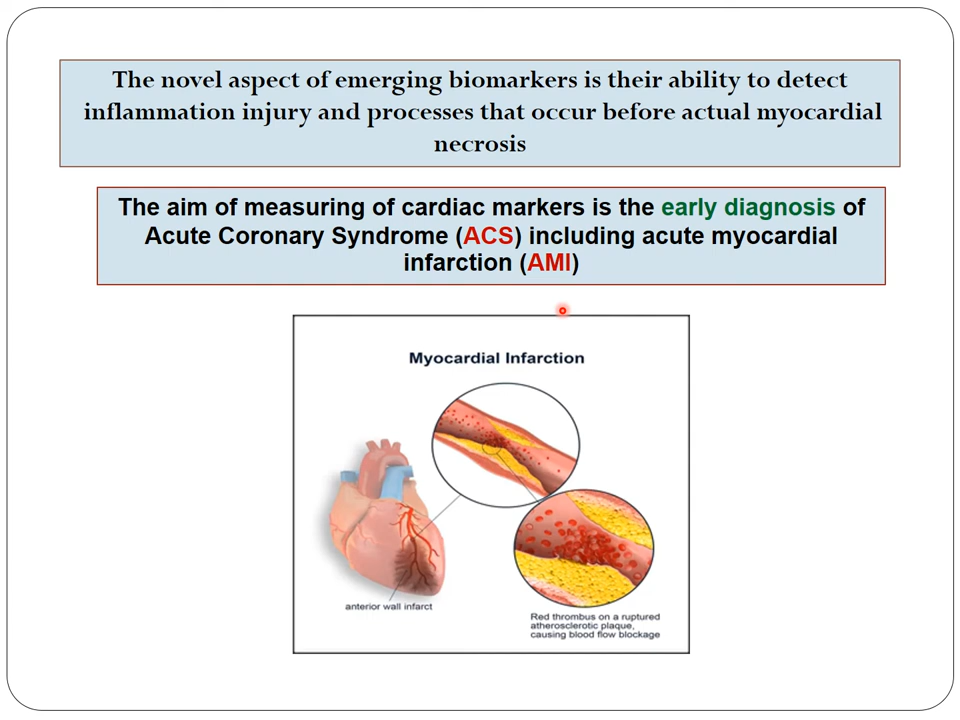 The novel aspect of emerging biomarkers is their ability to detect
inflammation injury and processes that occur before actual myocardial
necrosis
The aim of measuring of cardiac markers is the early diagnosis of
Acute Coronary Syndrome (ACS) including acute myocardial
infarction (AMI)
Myocardial Infarction
anterior wall infarct
Red thrombus on a ruptured
atherosclerotic plaque,
causing blood flow blockage